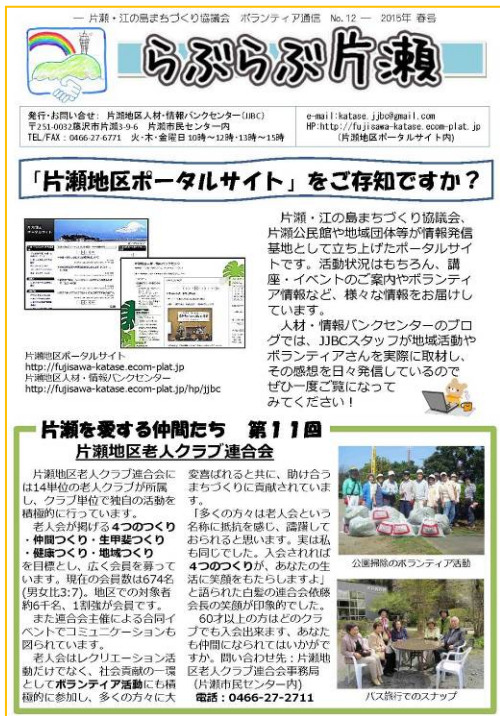 ― 片瀬・江の島まちづくり協議会　ボランティア通信　No.12 ―　2015年 春号
らぶらぶ片瀬
発行・お問い合せ：　片瀬地区人材・情報バンクセンター(JJBC)
〒251-0032藤沢市片瀬3-9-6　片瀬市民センター内
TEL/FAX：0466-27-6771　火・木・金曜日10時～12時・13時～15時
e-mail:katase.jjbc@gmail.com
HP:http://fujisawa-katase.ecom-plat.jp
(片瀬地区ポータルサイト内)
「片瀬地区ポータルサイト」をご存知ですか？
片瀬地区ポータルサイト
http://fujisawa-katase.ecom-plat.jp
片瀬地区人材・情報バンクセンター
http://fujisawa-katase.ecom-plat.jp/hp/jjbc
片瀬・江の島まちづくり協議会、
片瀬公民館や地域団体等が情報発信
基地として立ち上げたポータルサイ
トです。活動状況はもちろん、講
座・イベントのご案内やボランティ
ア情報など、様々な情報をお届けし
ています。
人材・情報バンクセンターのブロ
グでは、JJBCスタッフが地域活動や
ボランティアさんを実際に取材し、
その感想を日々発信しているので
ぜひ一度ご覧になって
みてください！
片瀬を愛する仲間たち　第11回
片瀬地区老人クラブ連合会
片瀬地区老人クラブ連合会に
は14単位の老人クラブが所属
し、クラブ単位で独自の活動を
積極的に行っています。
老人会が掲げる４つのつくり
・仲間つくり・生甲斐つくり
・健康つくり・地域つくり
を目標とし、広く会員を募って
います。現在の会員数は674名
(男女比3:7)。地区での対象者
約6千名、1割強が会員です。
また連合会主催による合同イ
ベントでコミュニケーションも
図られています。
老人会はレクリエーション活
動だけでなく、社会貢献の一環
としてボランティア活動にも積
極的に参加し、多くの方々に大
変喜ばれると共に、助け合う
まちづくりに貢献されていま
す。
「多くの方々は老人会という
名称に抵抗を感じ、躊躇して
おられると思います。実は私
も同じでした。入会されれば
４つのつくりが、あなたの生
活に笑顔をもたらしますよ」
と語られた白髪の連合会依藤
会長の笑顔が印象的でした。
60才以上の方はどのクラ
ブでも入会出来ます、あなた
も仲間になられてはいかがで
すか。問い合わせ先：片瀬地
区老人クラブ連合会事務局
(片瀬市民センター内)
電話：0466-27-2711
公園掃除のボランティア活動
バス旅行でのスナップ